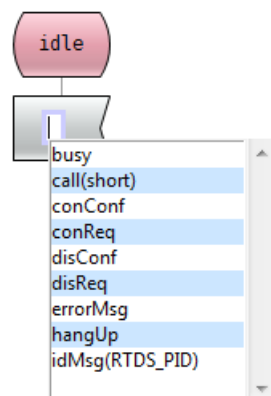 idle
busy
call(short)
conConf
conReq
disConf
disReq
errorMsg
hangUp
idMsg(RTDS_PID)